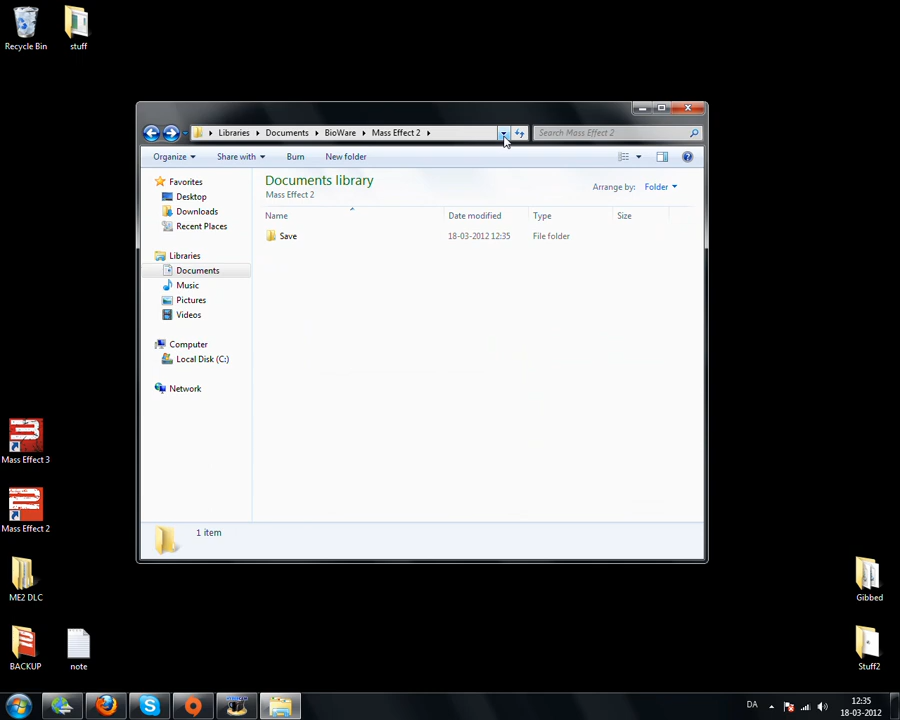 Recycle Bin
stuff
Libraries Documents BioWare Mass Effect 2
Search Mass Effect 2
Organize Share with Burn New folder
Documents library
Mass Effect 2
Arrange by: Folder
Name Date modified Type Size
Save 18-03-2012 12:35 File folder
Favorites
Desktop
Downloads
Recent Places
Libraries
Documents
Music
Pictures
Videos
Computer
Local Disk (C:)
Network
1 item
Mass Effect 3
Mass Effect 2
ME2 DLC
BACKUP
note
Gibbed
Stuff2
DA
12:35
18-03-2012